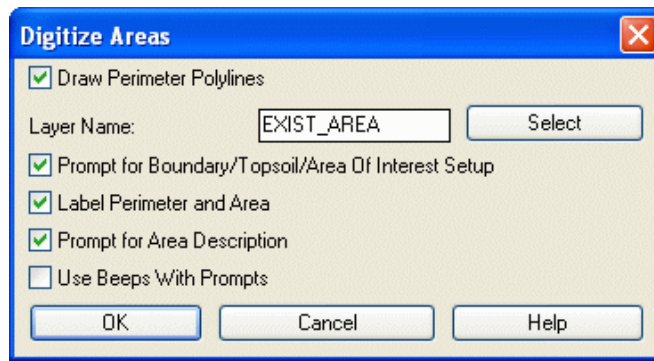 Digitize Areas
Draw Perimeter Polylines
Layer Name: EXIST_AREA Select
Prompt for Boundary/Topsoil/Area Of Interest Setup
Label Perimeter and Area
Prompt for Area Description
Use Beeps With Prompts
OK Cancel Help